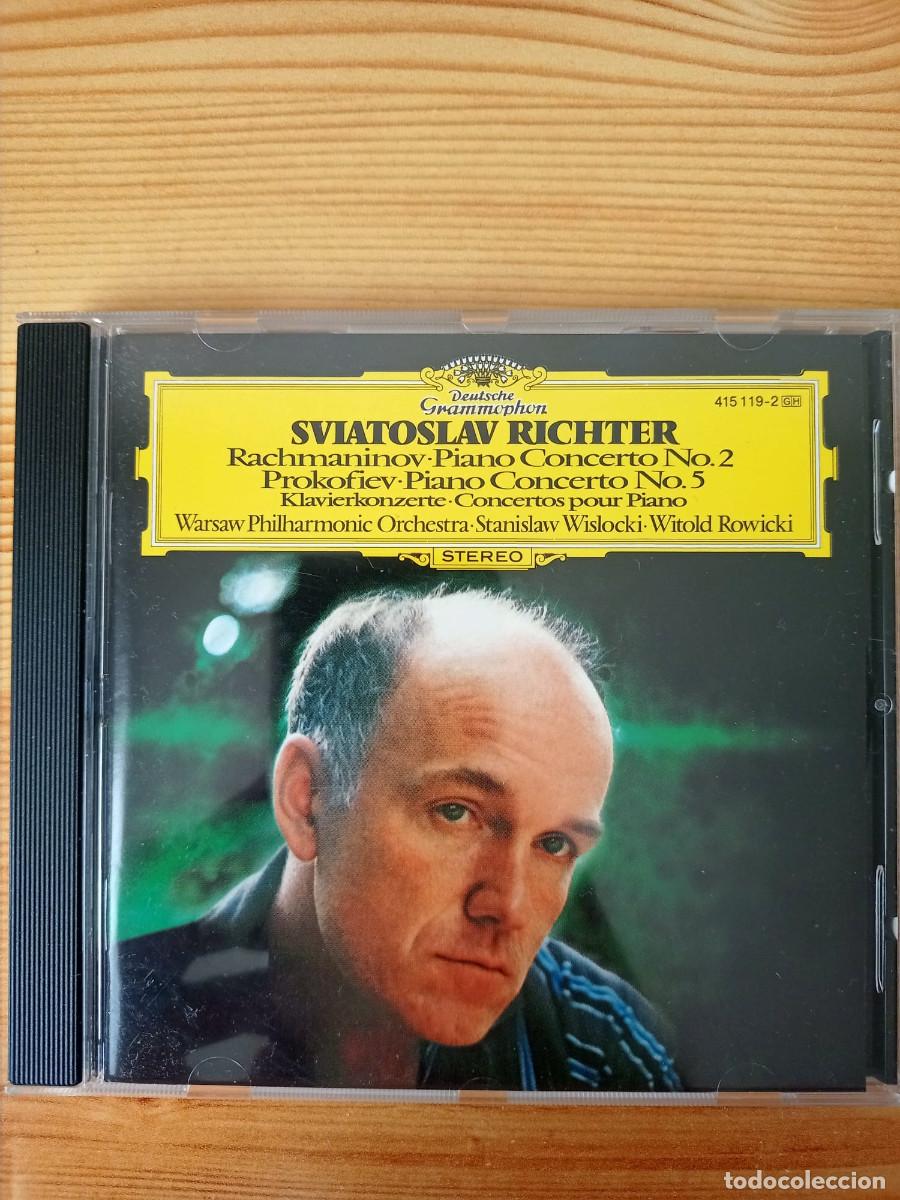 Deutsche
Grammophon
415 119-2 GH
SVIATOSLAV RICHTER
Rachmaninov·Piano Concerto No.2
Prokofiev·Piano Concerto No.5
Klavierkonzerte·Concertos pour Piano
Warsaw Philharmonic Orchestra·Stanislaw Wislocki·Witold Rowicki
STEREO
todocoleccion